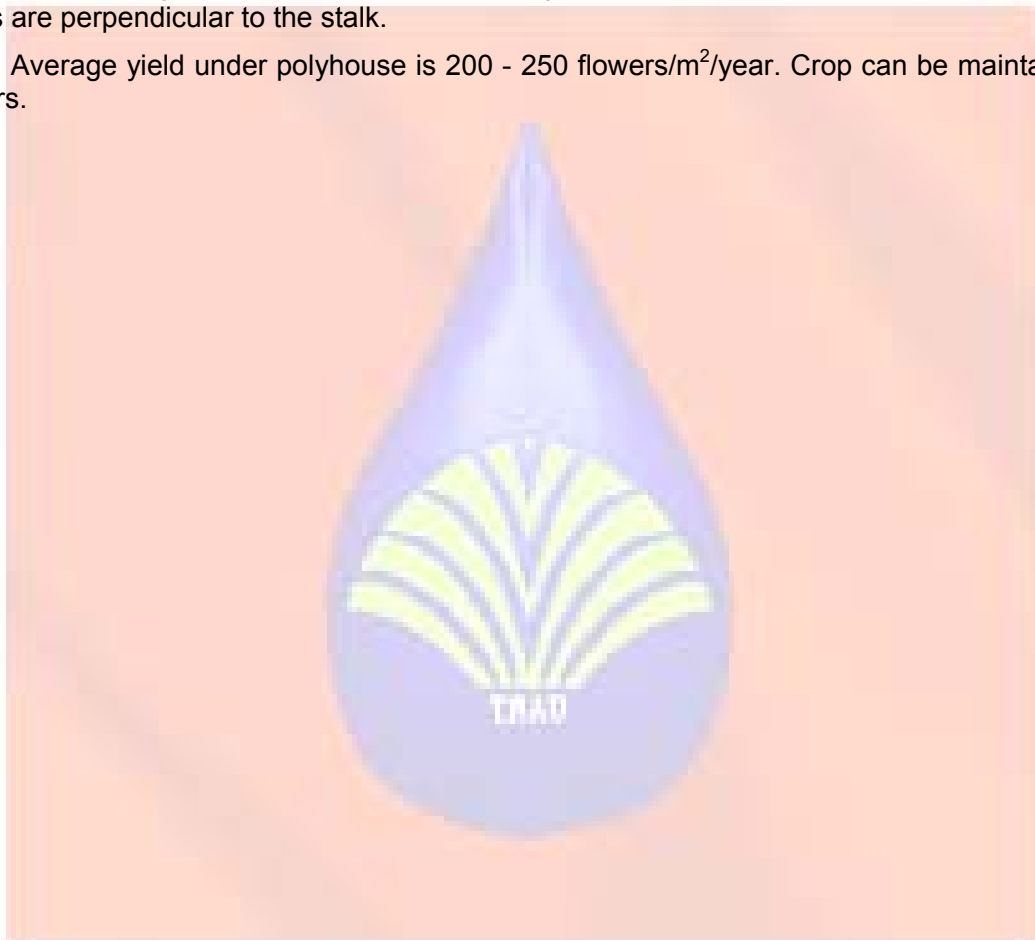 s are perpendicular to the stalk.
Average yield under polyhouse is 200 - 250 flowers/m²/year. Crop can be mainta
rs.